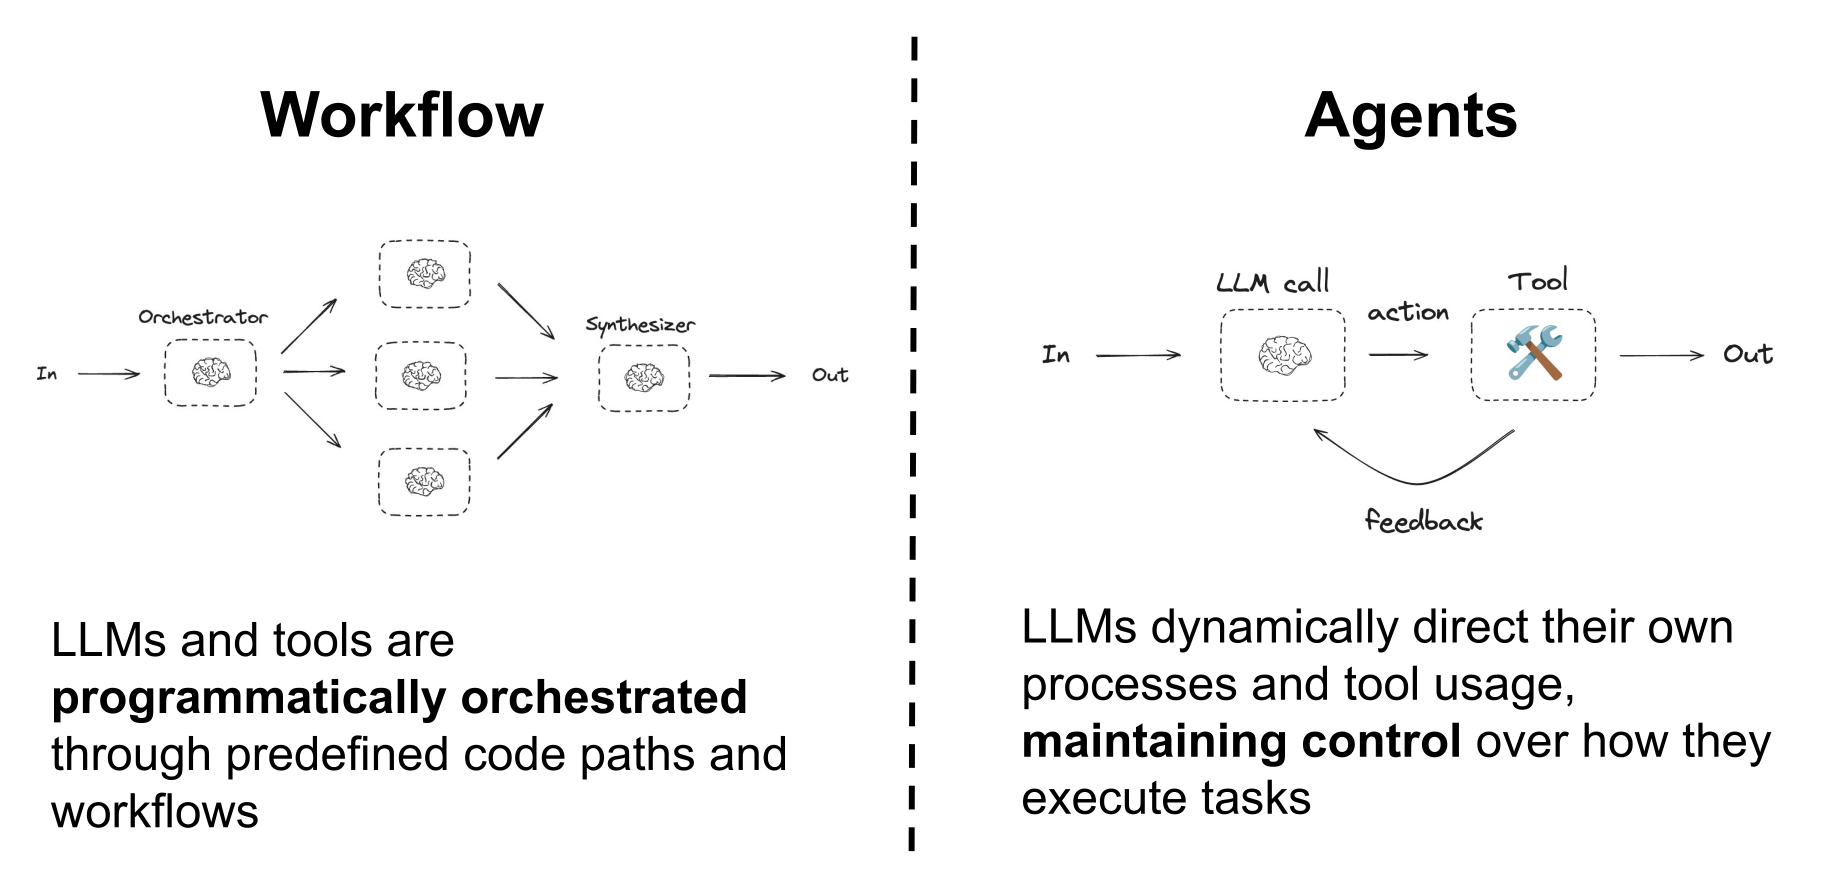 Workflow
Orchestrator
Synthesizer
In
Out
LLMs and tools are
programmatically orchestrated
through predefined code paths and
workflows
Agents
LLM call
action
Tool
In
Out
feedback
LLMs dynamically direct their own
processes and tool usage,
maintaining control over how they
execute tasks